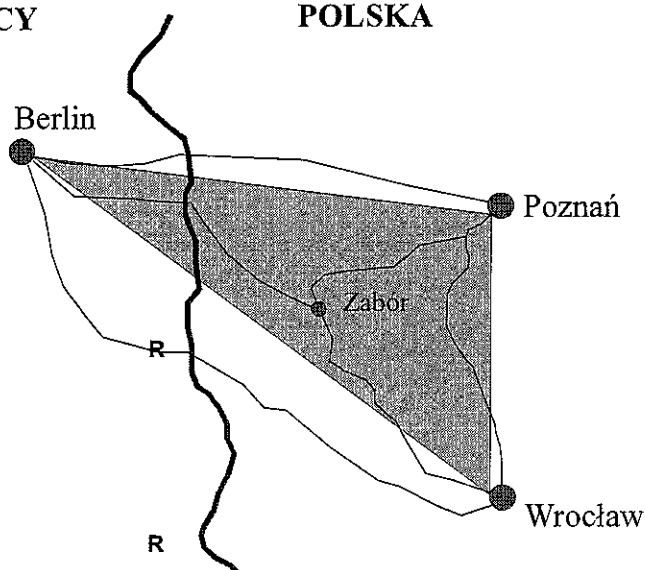 CY
POLSKA
Berlin
Poznań
Zabór
R
Wrocław
R